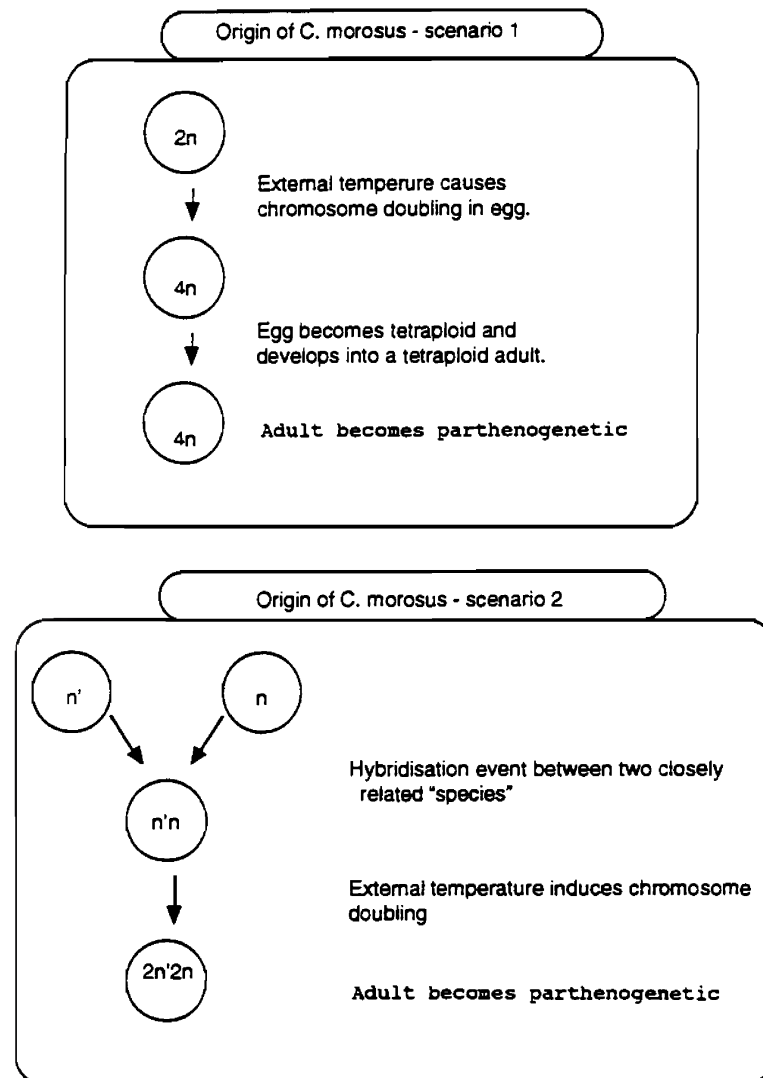 Origin of C. morosus - scenario 1
2n
External temperure causes
chromosome doubling in egg.
4n
Egg becomes tetraploid and
develops into a tetraploid adult.
4n
Adult becomes parthenogenetic
Origin of C. morosus - scenario 2
n'
n
Hybridisation event between two closely
related "species"
n'n
External temperature induces chromosome
doubling
2n'2n
Adult becomes parthenogenetic